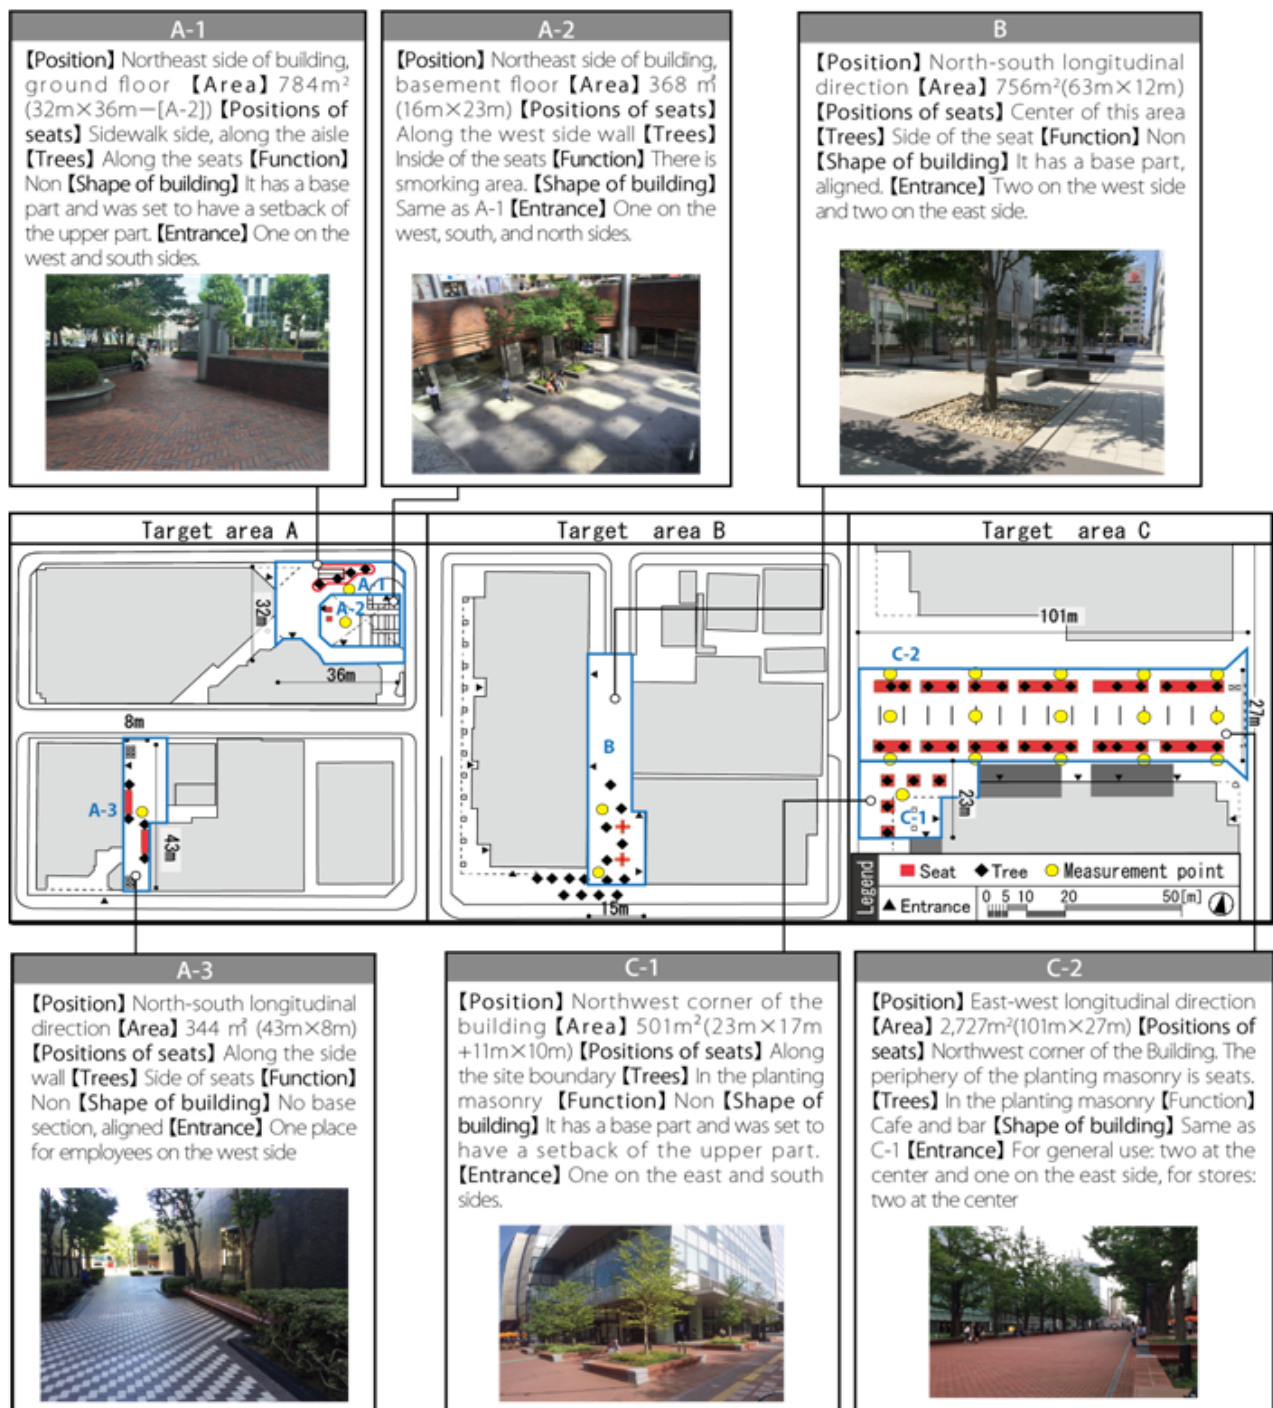 A-1
【Position】 Northeast side of building,
ground floor 【Area】 784m²
(32m×36m−[A-2]) 【Positions of
seats】 Sidewalk side, along the aisle
【Trees】 Along the seats 【Function】
Non 【Shape of building】 It has a base
part and was set to have a setback of
the upper part. 【Entrance】 One on the
west and south sides.
A-2
【Position】 Northeast side of building,
basement floor 【Area】 368 ㎡
(16m×23m) 【Positions of seats】
Along the west side wall 【Trees】
Inside of the seats 【Function】 There is
smorking area. 【Shape of building】
Same as A-1 【Entrance】 One on the
west, south, and north sides.
B
【Position】 North-south longitudinal
direction 【Area】 756m²(63m×12m)
【Positions of seats】 Center of this area
【Trees】 Side of the seat 【Function】 Non
【Shape of building】 It has a base part,
aligned. 【Entrance】 Two on the west side
and two on the east side.
Target area A
32m
A-1
A-2
36m
8m
A-3
43m
Target area B
B
15m
Target area C
101m
C-2
27m
23m
C-1
Legend
Seat
Tree
Measurement point
Entrance
0 5 10 20 50[m]
A-3
【Position】 North-south longitudinal
direction 【Area】 344 ㎡ (43m×8m)
【Positions of seats】 Along the side
wall 【Trees】 Side of seats 【Function】
Non 【Shape of building】 No base
section, aligned 【Entrance】 One place
for employees on the west side
C-1
【Position】 Northwest corner of the
building 【Area】 501m²(23m×17m
+11m×10m) 【Positions of seats】 Along
the site boundary 【Trees】 In the planting
masonry 【Function】 Non 【Shape of
building】 It has a base part and was set to
have a setback of the upper part.
【Entrance】 One on the east and south
sides.
C-2
【Position】 East-west longitudinal direction
【Area】 2,727m²(101m×27m) 【Positions of
seats】 Northwest corner of the Building. The
periphery of the planting masonry is seats.
【Trees】 In the planting masonry 【Function】
Cafe and bar 【Shape of building】 Same as
C-1 【Entrance】 For general use: two at the
center and one on the east side, for stores:
two at the center